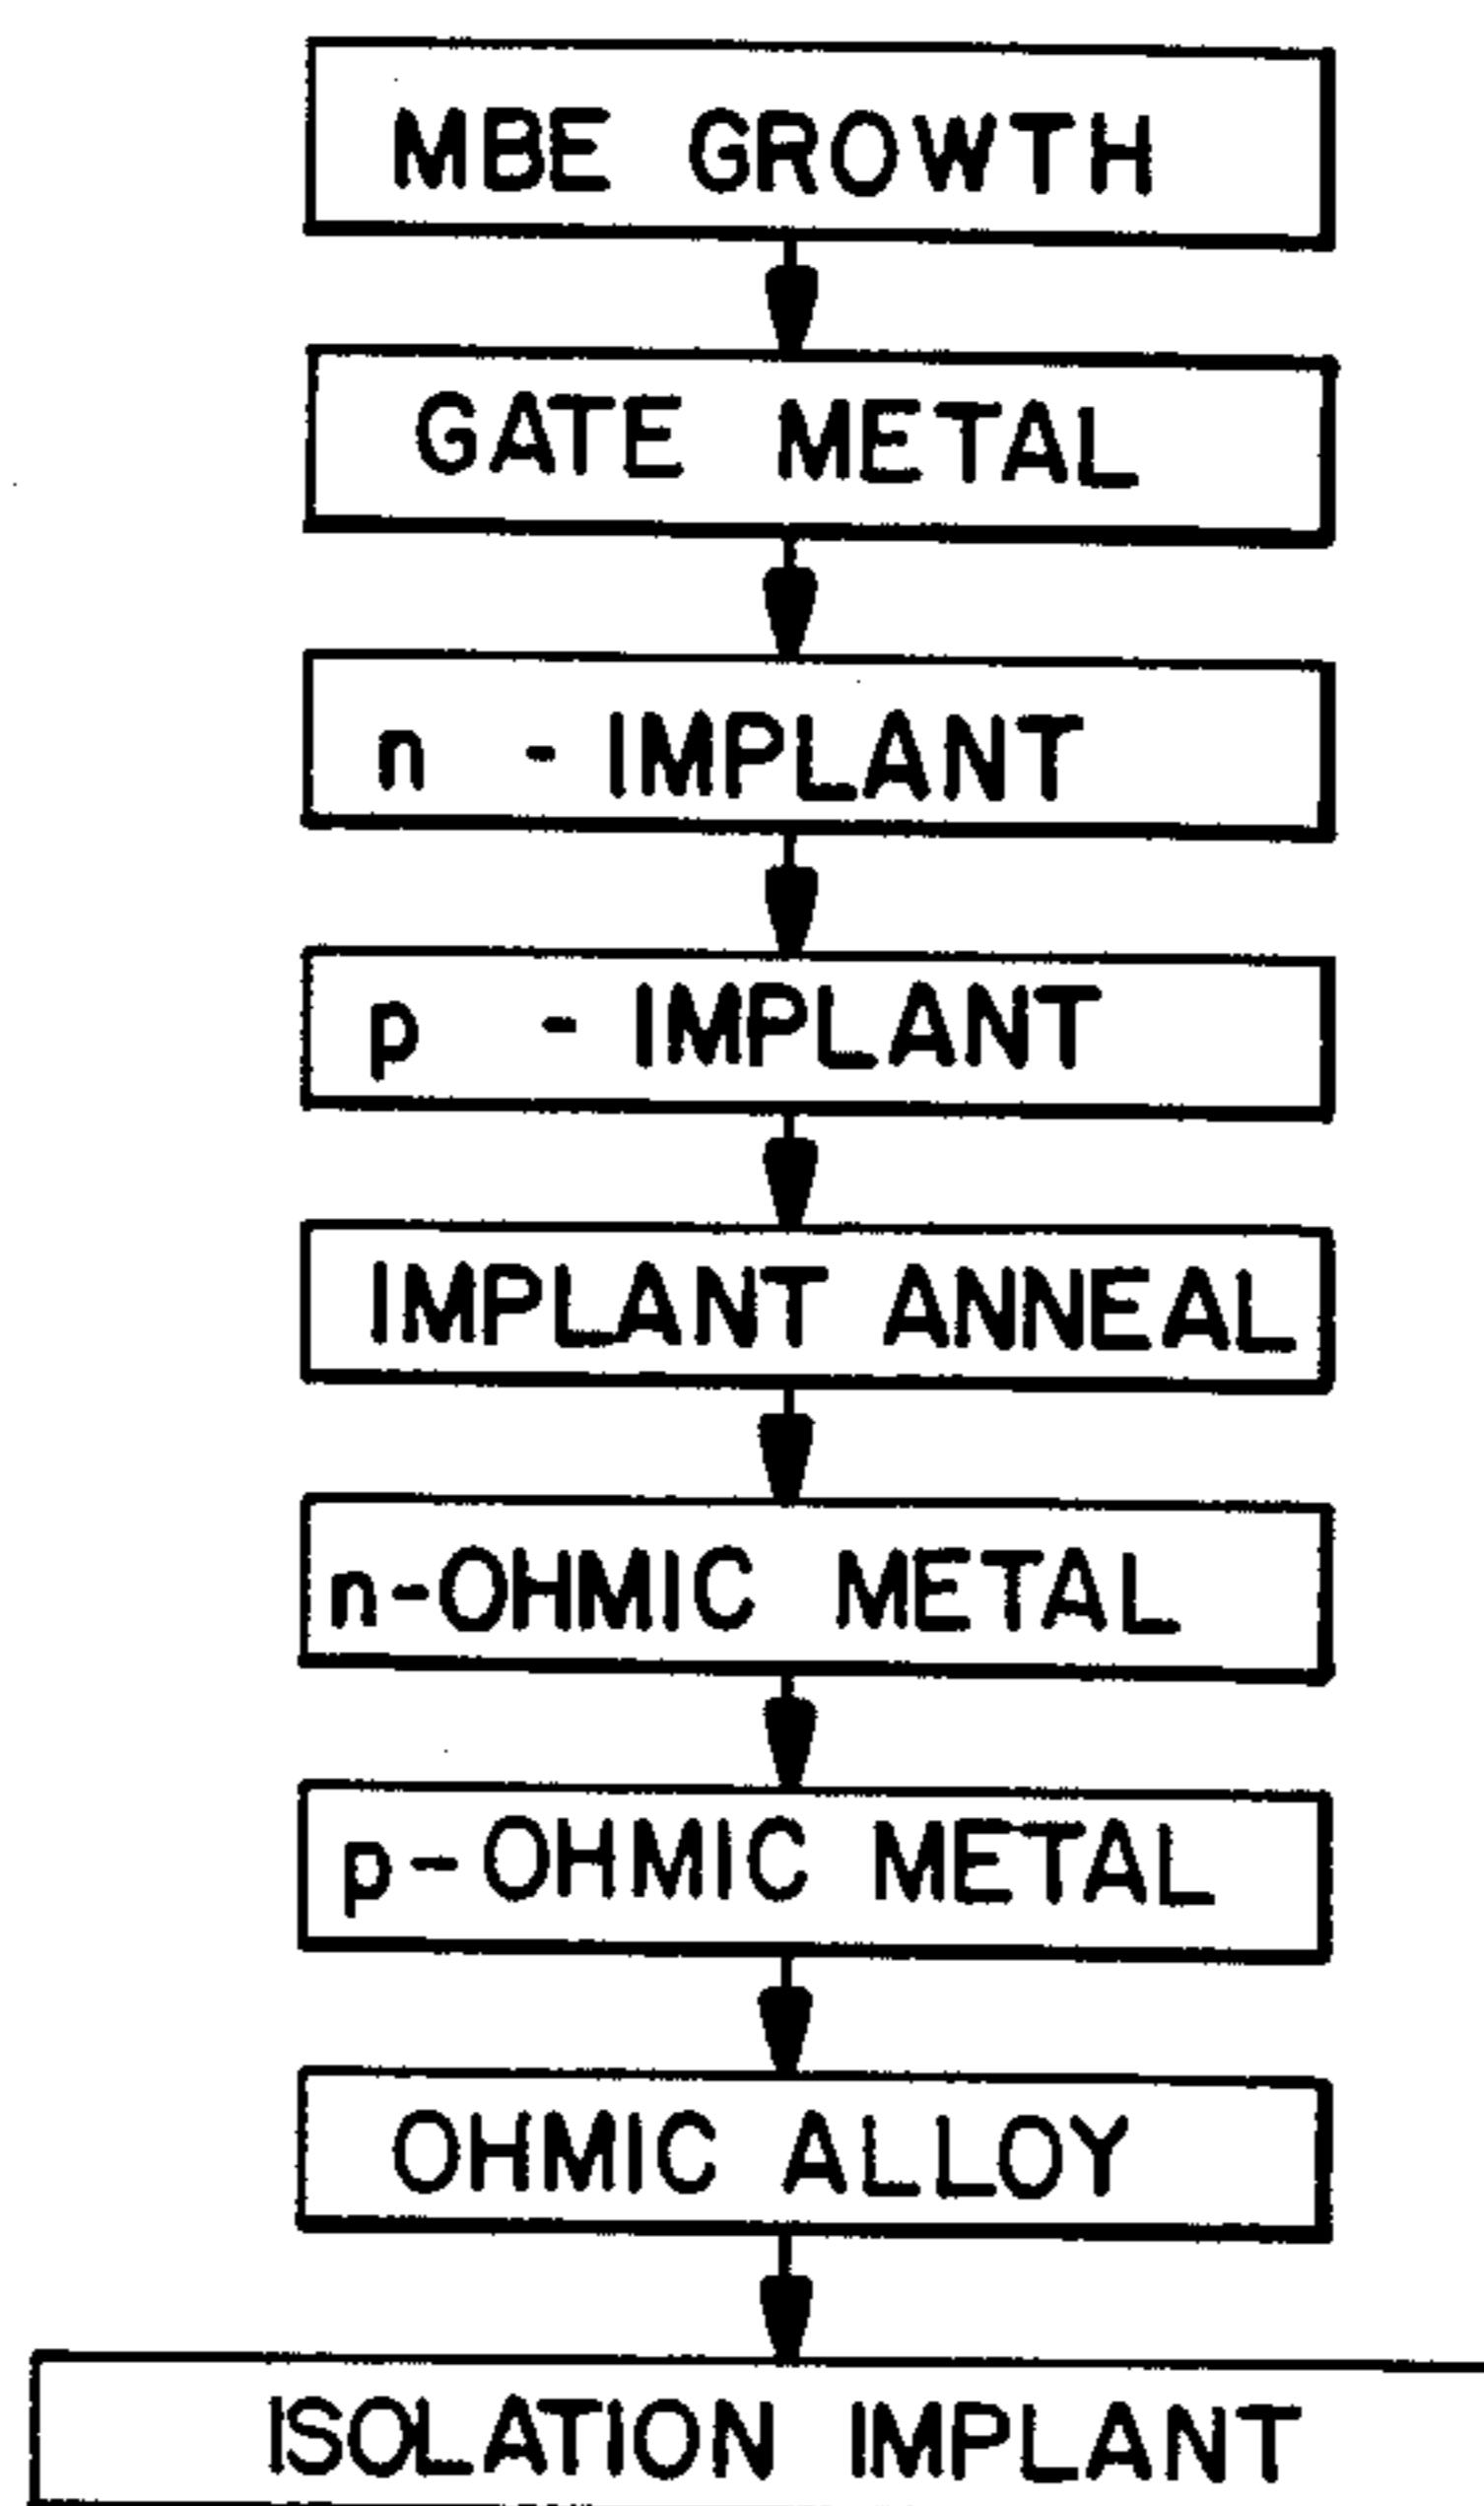 MBE GROWTH
GATE METAL
n - IMPLANT
p - IMPLANT
IMPLANT ANNEAL
n-OHMIC METAL
p-OHMIC METAL
OHMIC ALLOY
ISOLATION IMPLANT